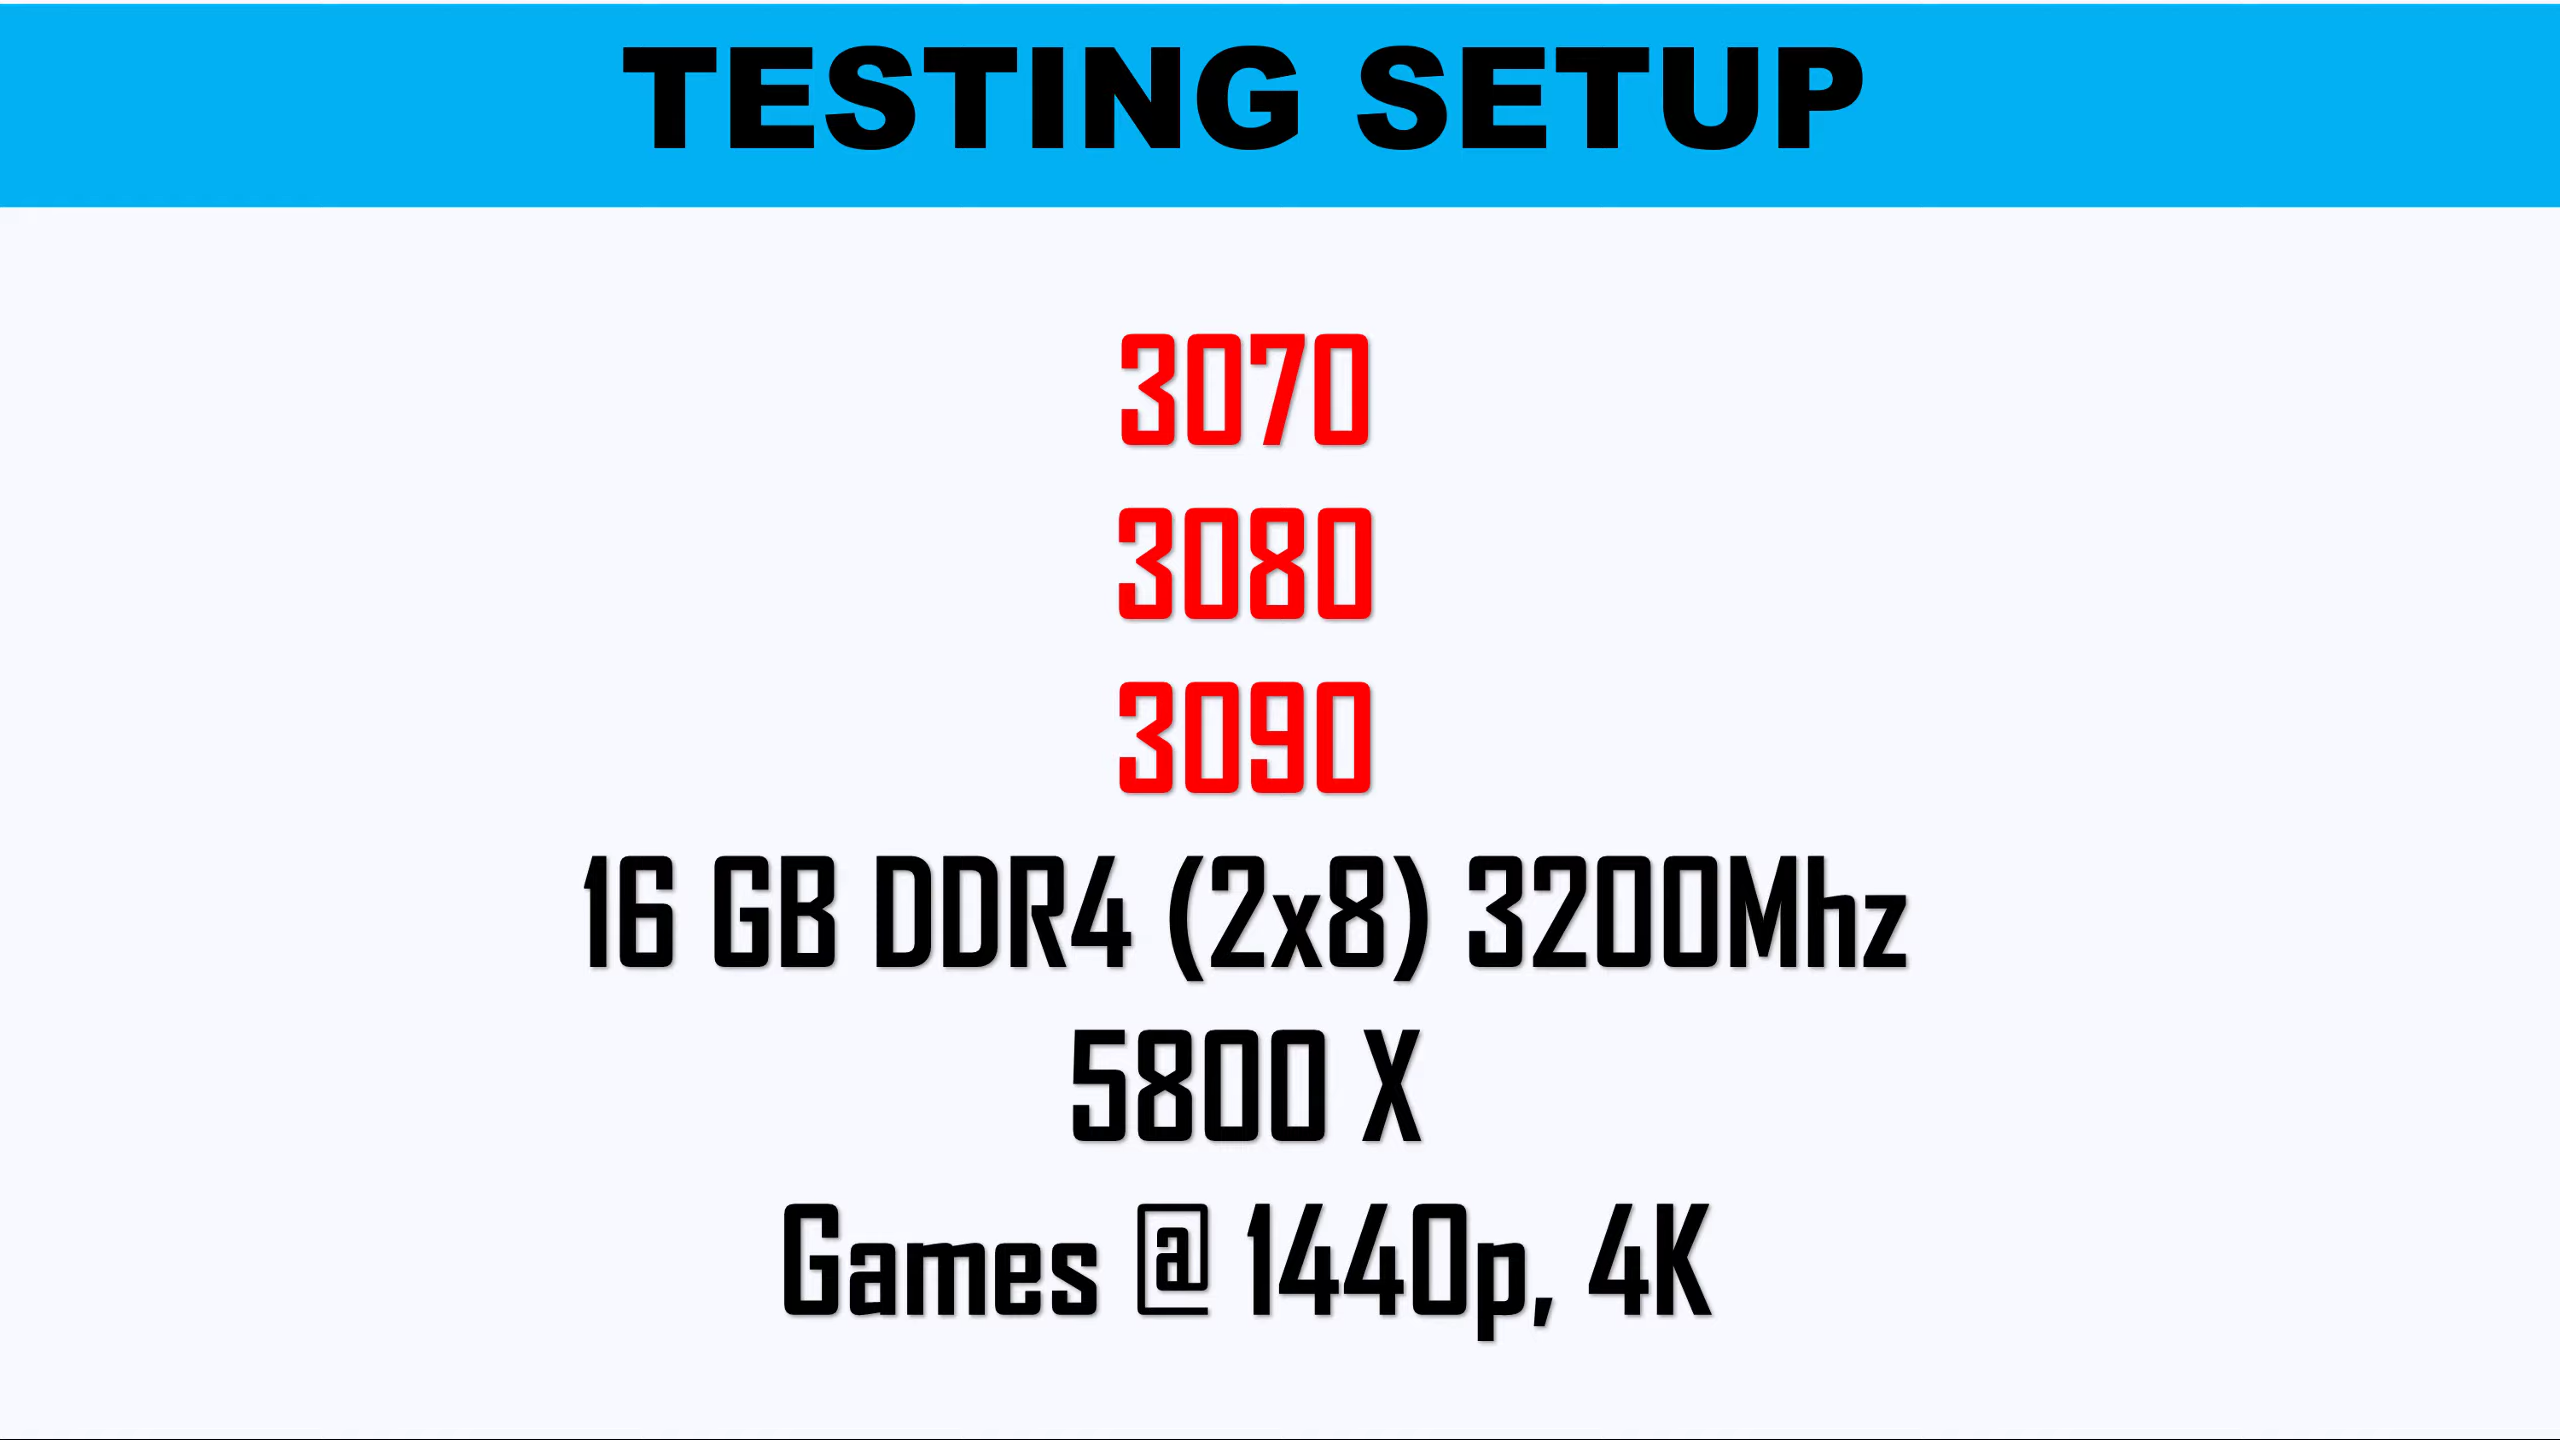 TESTING SETUP
3070
3080
3090
16 GB DDR4 (2x8) 3200Mhz
5800 X
Games @ 1440p, 4K